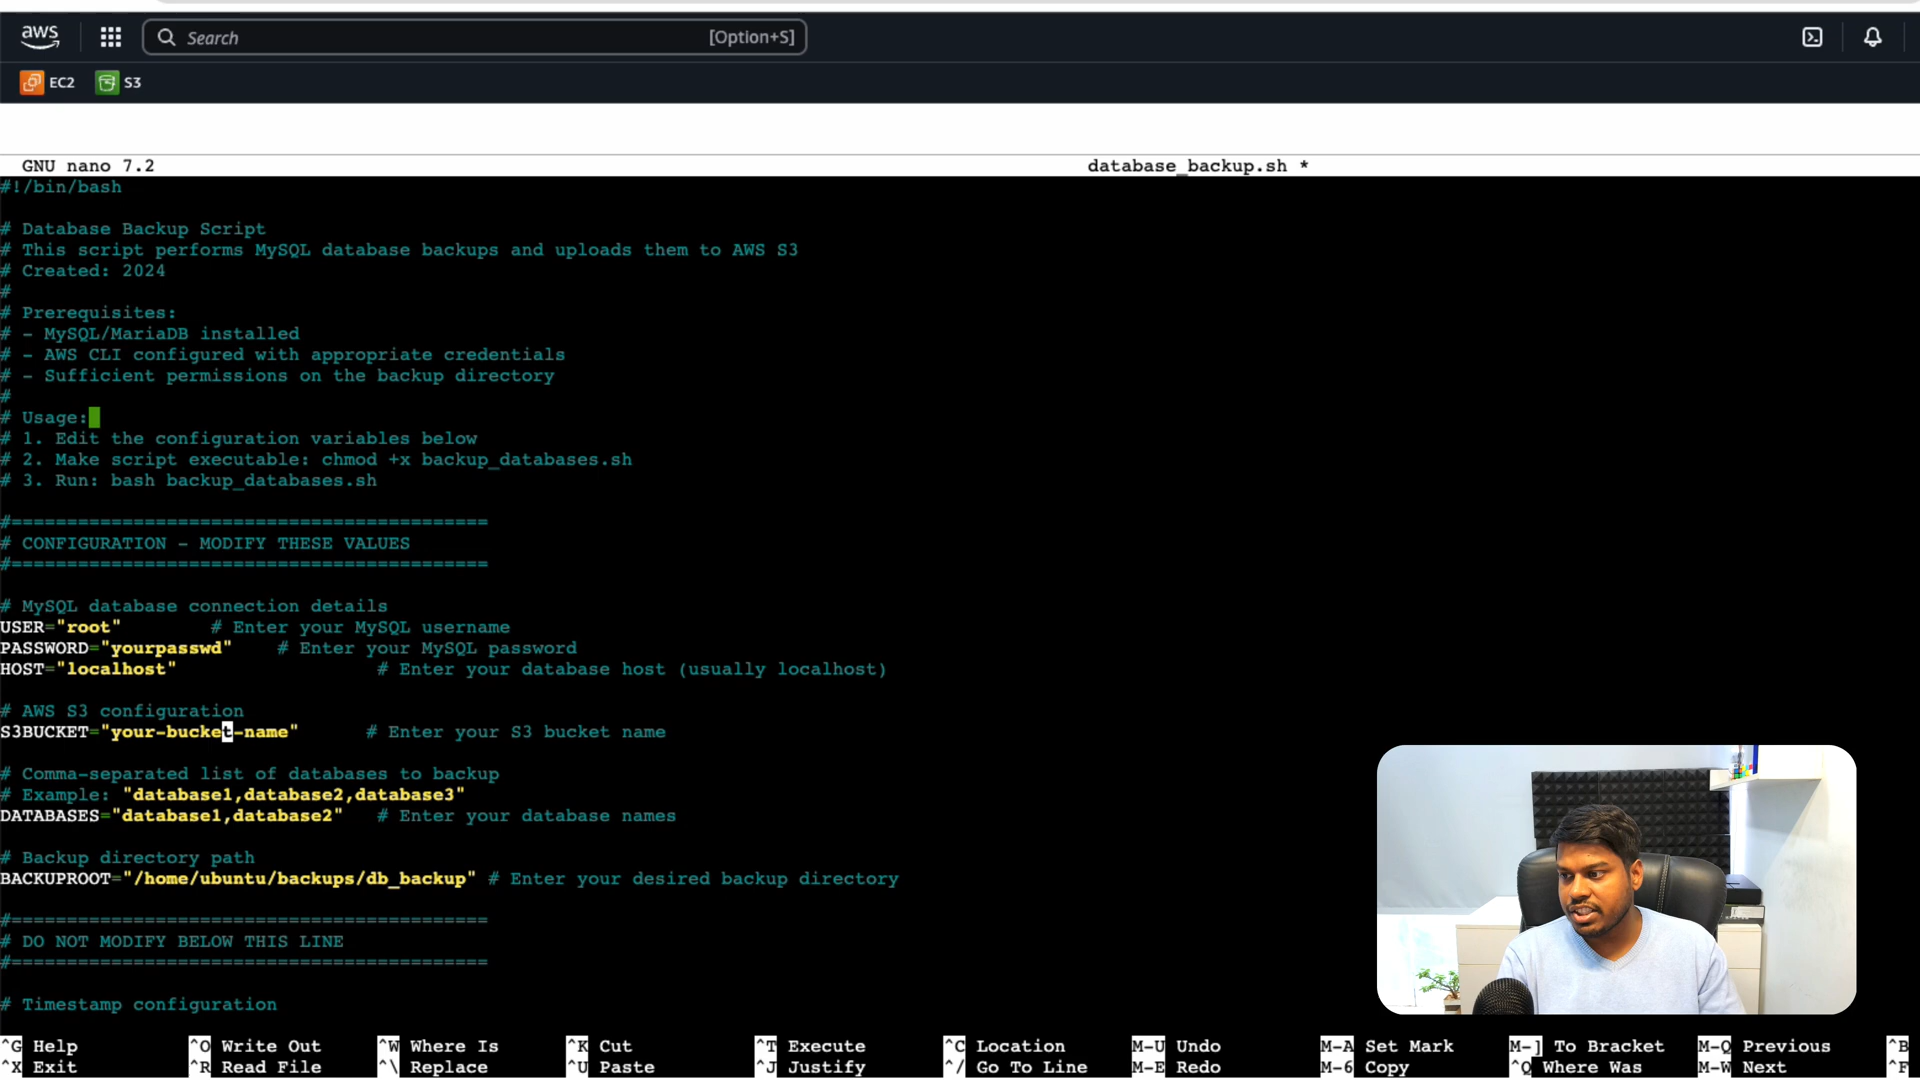 aws Search [Option+S]
EC2 S3
GNU nano 7.2 database_backup.sh *
#!/bin/bash
# Database Backup Script
# This script performs MySQL database backups and uploads them to AWS S3
# Created: 2024
#
# Prerequisites:
# - MySQL/MariaDB installed
# - AWS CLI configured with appropriate credentials
# - Sufficient permissions on the backup directory
#
# Usage:
# 1. Edit the configuration variables below
# 2. Make script executable: chmod +x backup_databases.sh
# 3. Run: bash backup_databases.sh
#===========================================
# CONFIGURATION - MODIFY THESE VALUES
#===========================================
# MySQL database connection details
USER="root" # Enter your MySQL username
PASSWORD="yourpasswd" # Enter your MySQL password
HOST="localhost" # Enter your database host (usually localhost)
# AWS S3 configuration
S3BUCKET="your-bucket-name" # Enter your S3 bucket name
# Comma-separated list of databases to backup
# Example: "database1,database2,database3"
DATABASES="database1,database2" # Enter your database names
# Backup directory path
BACKUPROOT="/home/ubuntu/backups/db_backup" # Enter your desired backup directory
#===========================================
# DO NOT MODIFY BELOW THIS LINE
#===========================================
# Timestamp configuration
^G Help ^O Write Out ^W Where Is ^K Cut ^T Execute ^C Location M-U Undo M-A Set Mark M-] To Bracket M-Q Previous ^B
^X Exit ^R Read File ^\ Replace ^U Paste ^J Justify ^/ Go To Line M-E Redo M-6 Copy ^Q Where Was M-W Next ^F